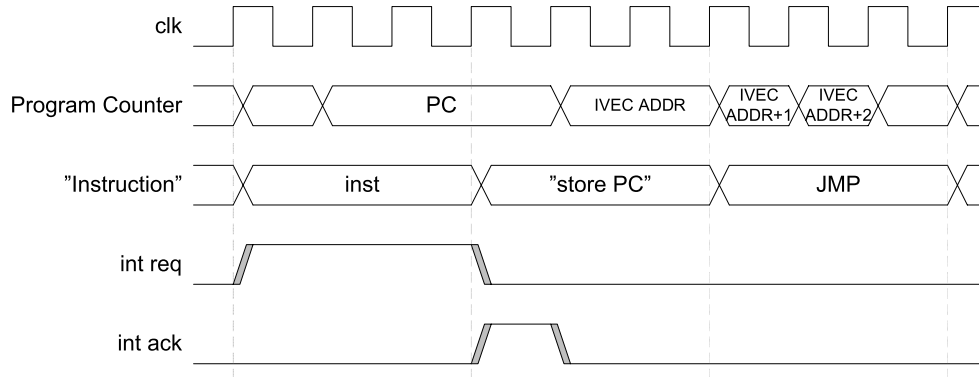 clk
Program Counter
PC
IVEC ADDR
IVEC
ADDR+1
IVEC
ADDR+2
”Instruction”
inst
”store PC”
JMP
int req
int ack